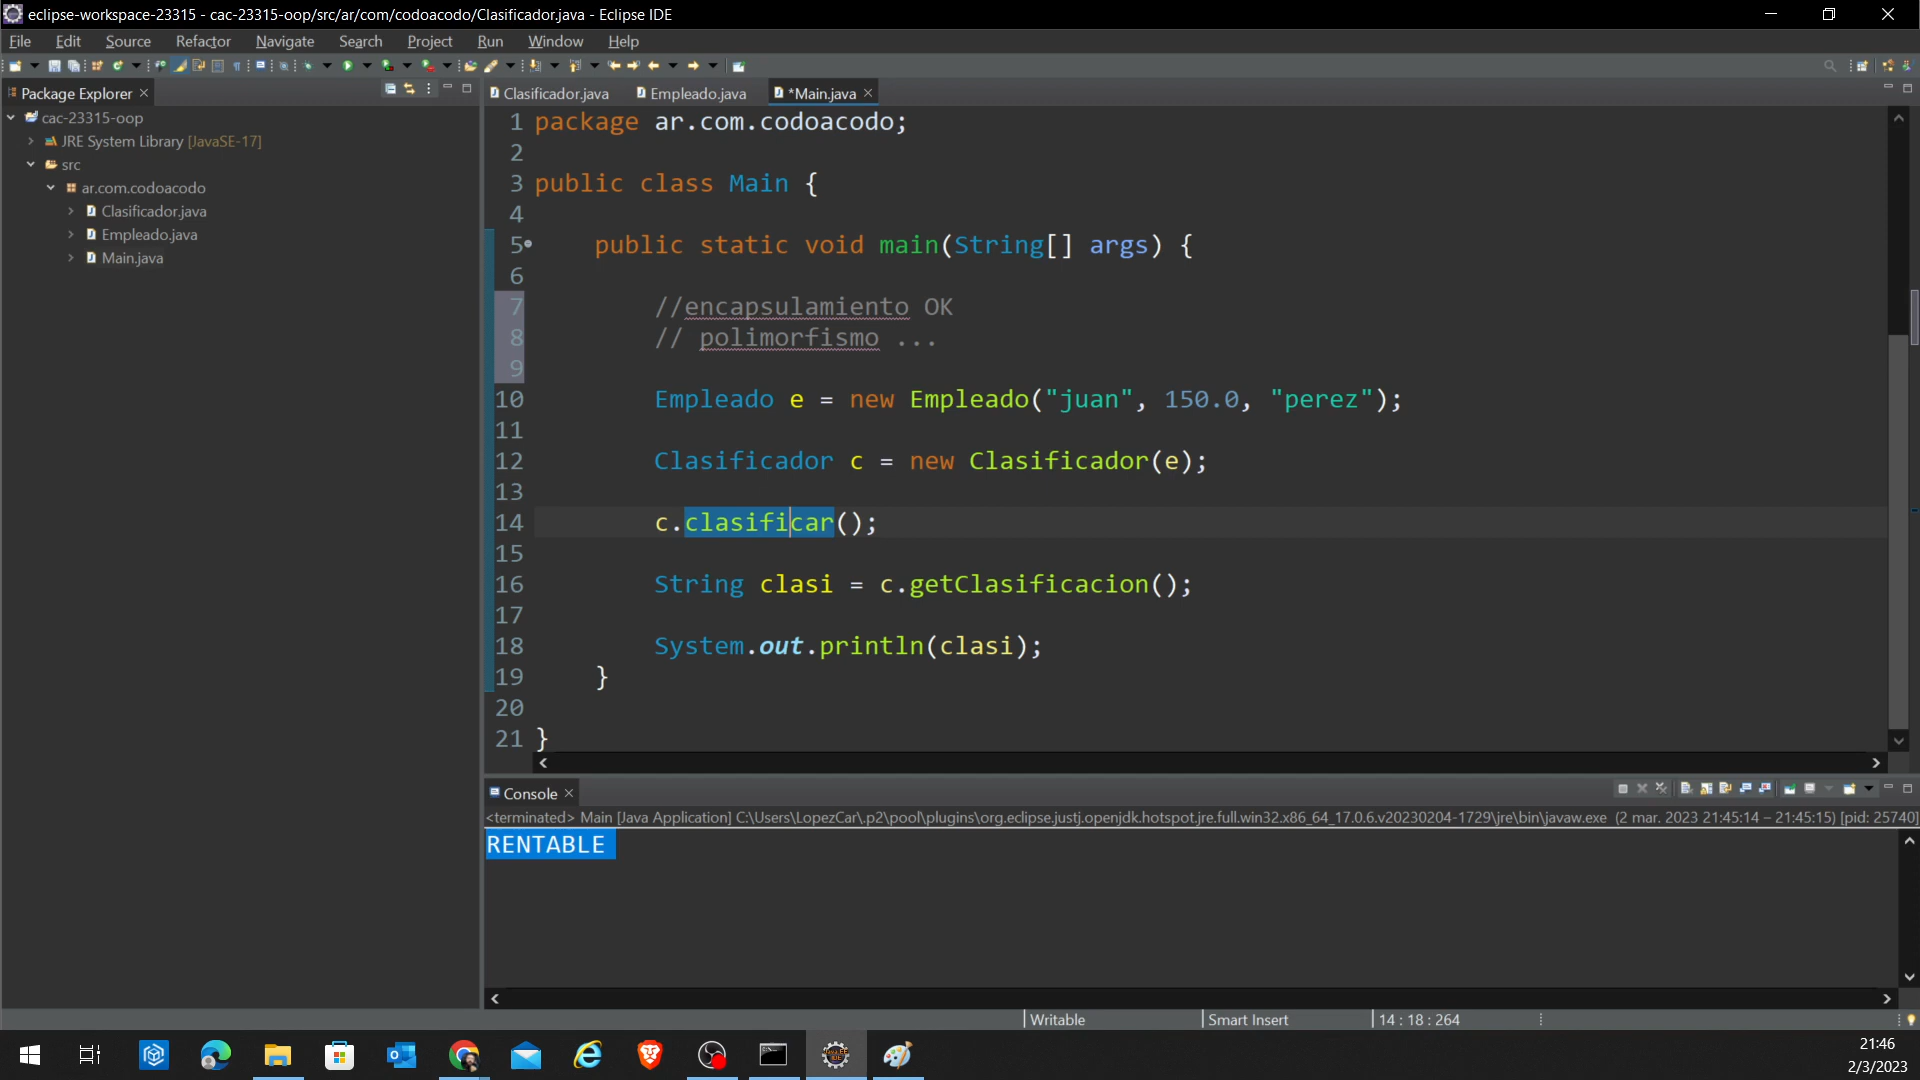 eclipse-workspace-23315 - cac-23315-oop/src/ar/com/codoacodo/Clasificador.java - Eclipse IDE
File Edit Source Refactor Navigate Search Project Run Window Help
Package Explorer
cac-23315-oop
JRE System Library [JavaSE-17]
src
ar.com.codoacodo
Clasificador.java
Empleado.java
Main.java
Clasificador.java Empleado.java *Main.java
1 package ar.com.codoacodo;
2
3 public class Main {
4
5 public static void main(String[] args) {
6
7 //encapsulamiento OK
8 // polimorfismo ...
9
10 Empleado e = new Empleado("juan", 150.0, "perez");
11
12 Clasificador c = new Clasificador(e);
13
14 c.clasificar();
15
16 String clasi = c.getClasificacion();
17
18 System.out.println(clasi);
19 }
20
21 }
Console
<terminated> Main [Java Application] C:\Users\LopezCar\.p2\pool\plugins\org.eclipse.justj.openjdk.hotspot.jre.full.win32.x86_64_17.0.6.v20230204-1729\jre\bin\javaw.exe (2 mar. 2023 21:45:14 – 21:45:15) [pid: 25740]
RENTABLE
Writable Smart Insert 14 : 18 : 264
21:46
2/3/2023